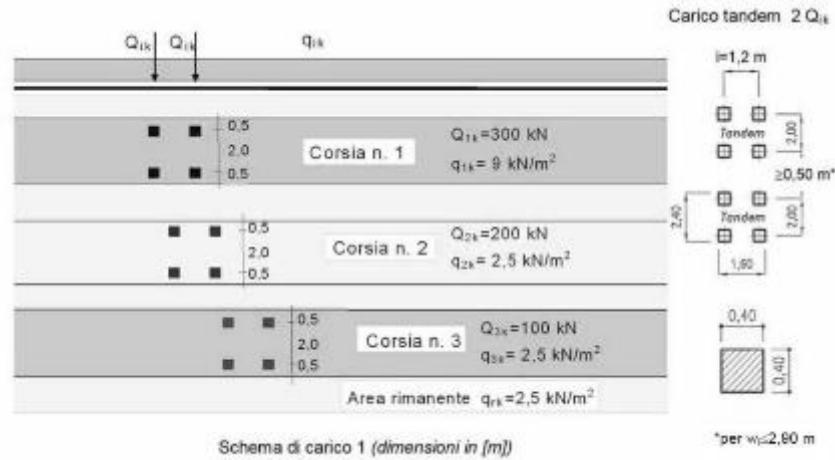 Carico tandem 2 Qik
Qik Qik qik
i=1,2 m
0,5
2,0
0,5
Corsia n. 1
Q1k=300 kN
q1k= 9 kN/m²
Tandem
2,00
≥0,50 m*
0,5
2,0
0,5
Corsia n. 2
Q2k=200 kN
q2k= 2,5 kN/m²
2,40
Tandem
2,00
1,60
0,5
2,0
0,5
Corsia n. 3
Q3k=100 kN
q3k= 2,5 kN/m²
0,40
0,40
Area rimanente qrk=2,5 kN/m²
Schema di carico 1 (dimensioni in [m])
*per wl≤2,90 m